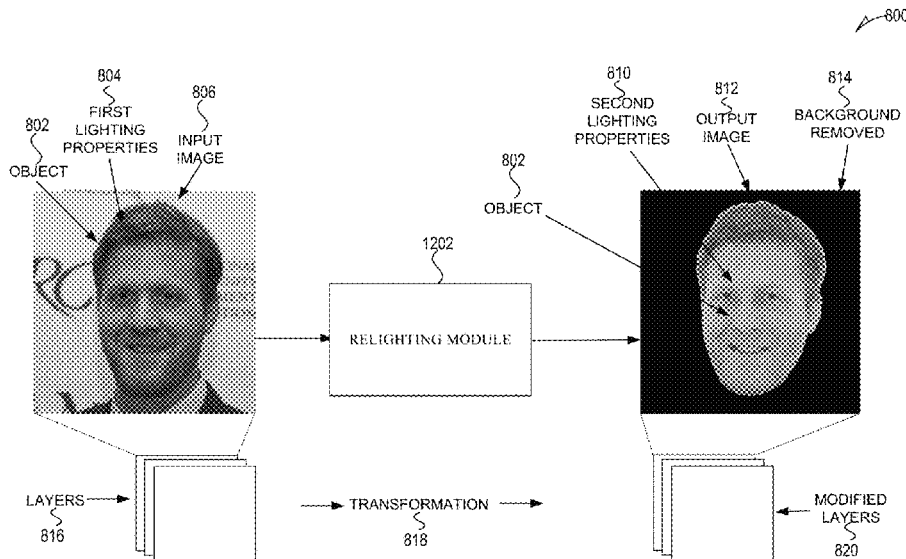 800
804
FIRST
LIGHTING
PROPERTIES
806
INPUT
IMAGE
802
OBJECT
810
SECOND
LIGHTING
PROPERTIES
812
OUTPUT
IMAGE
814
BACKGROUND
REMOVED
802
OBJECT
1202
RELIGHTING MODULE
LAYERS
816
TRANSFORMATION
818
MODIFIED
LAYERS
820